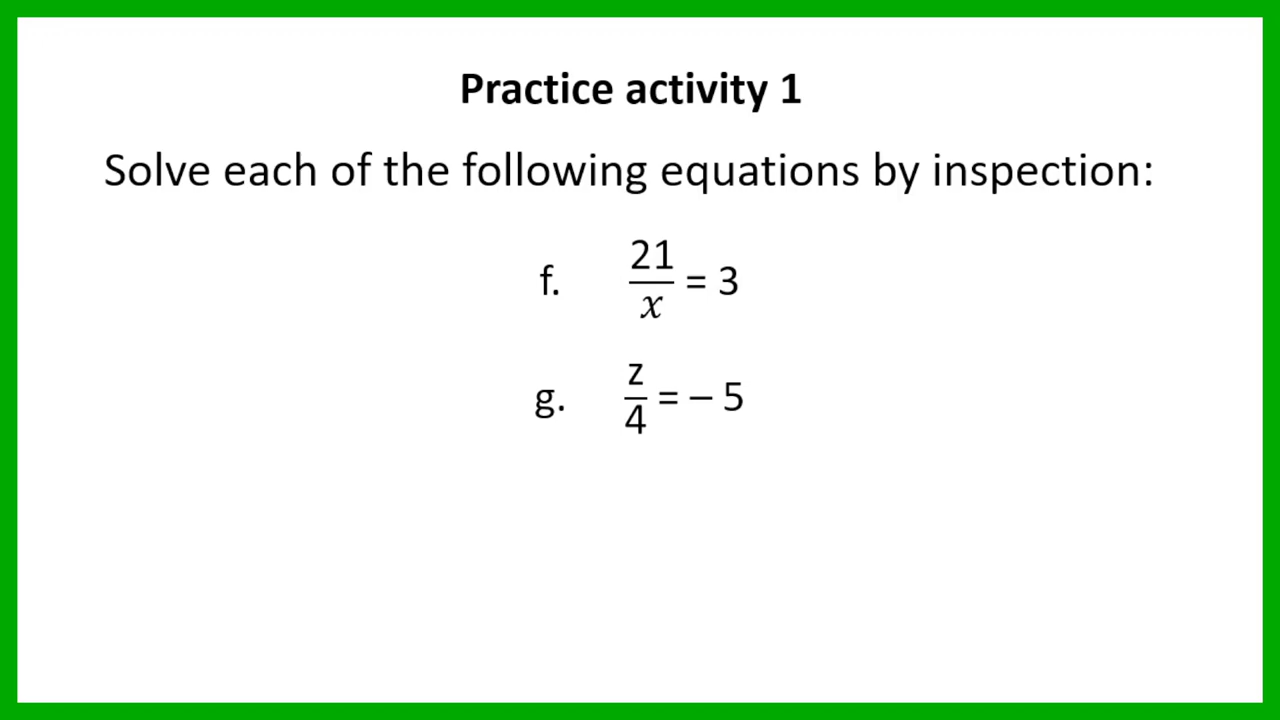 Practice activity 1
Solve each of the following equations by inspection:
f. 21/x = 3
g. z/4 = – 5